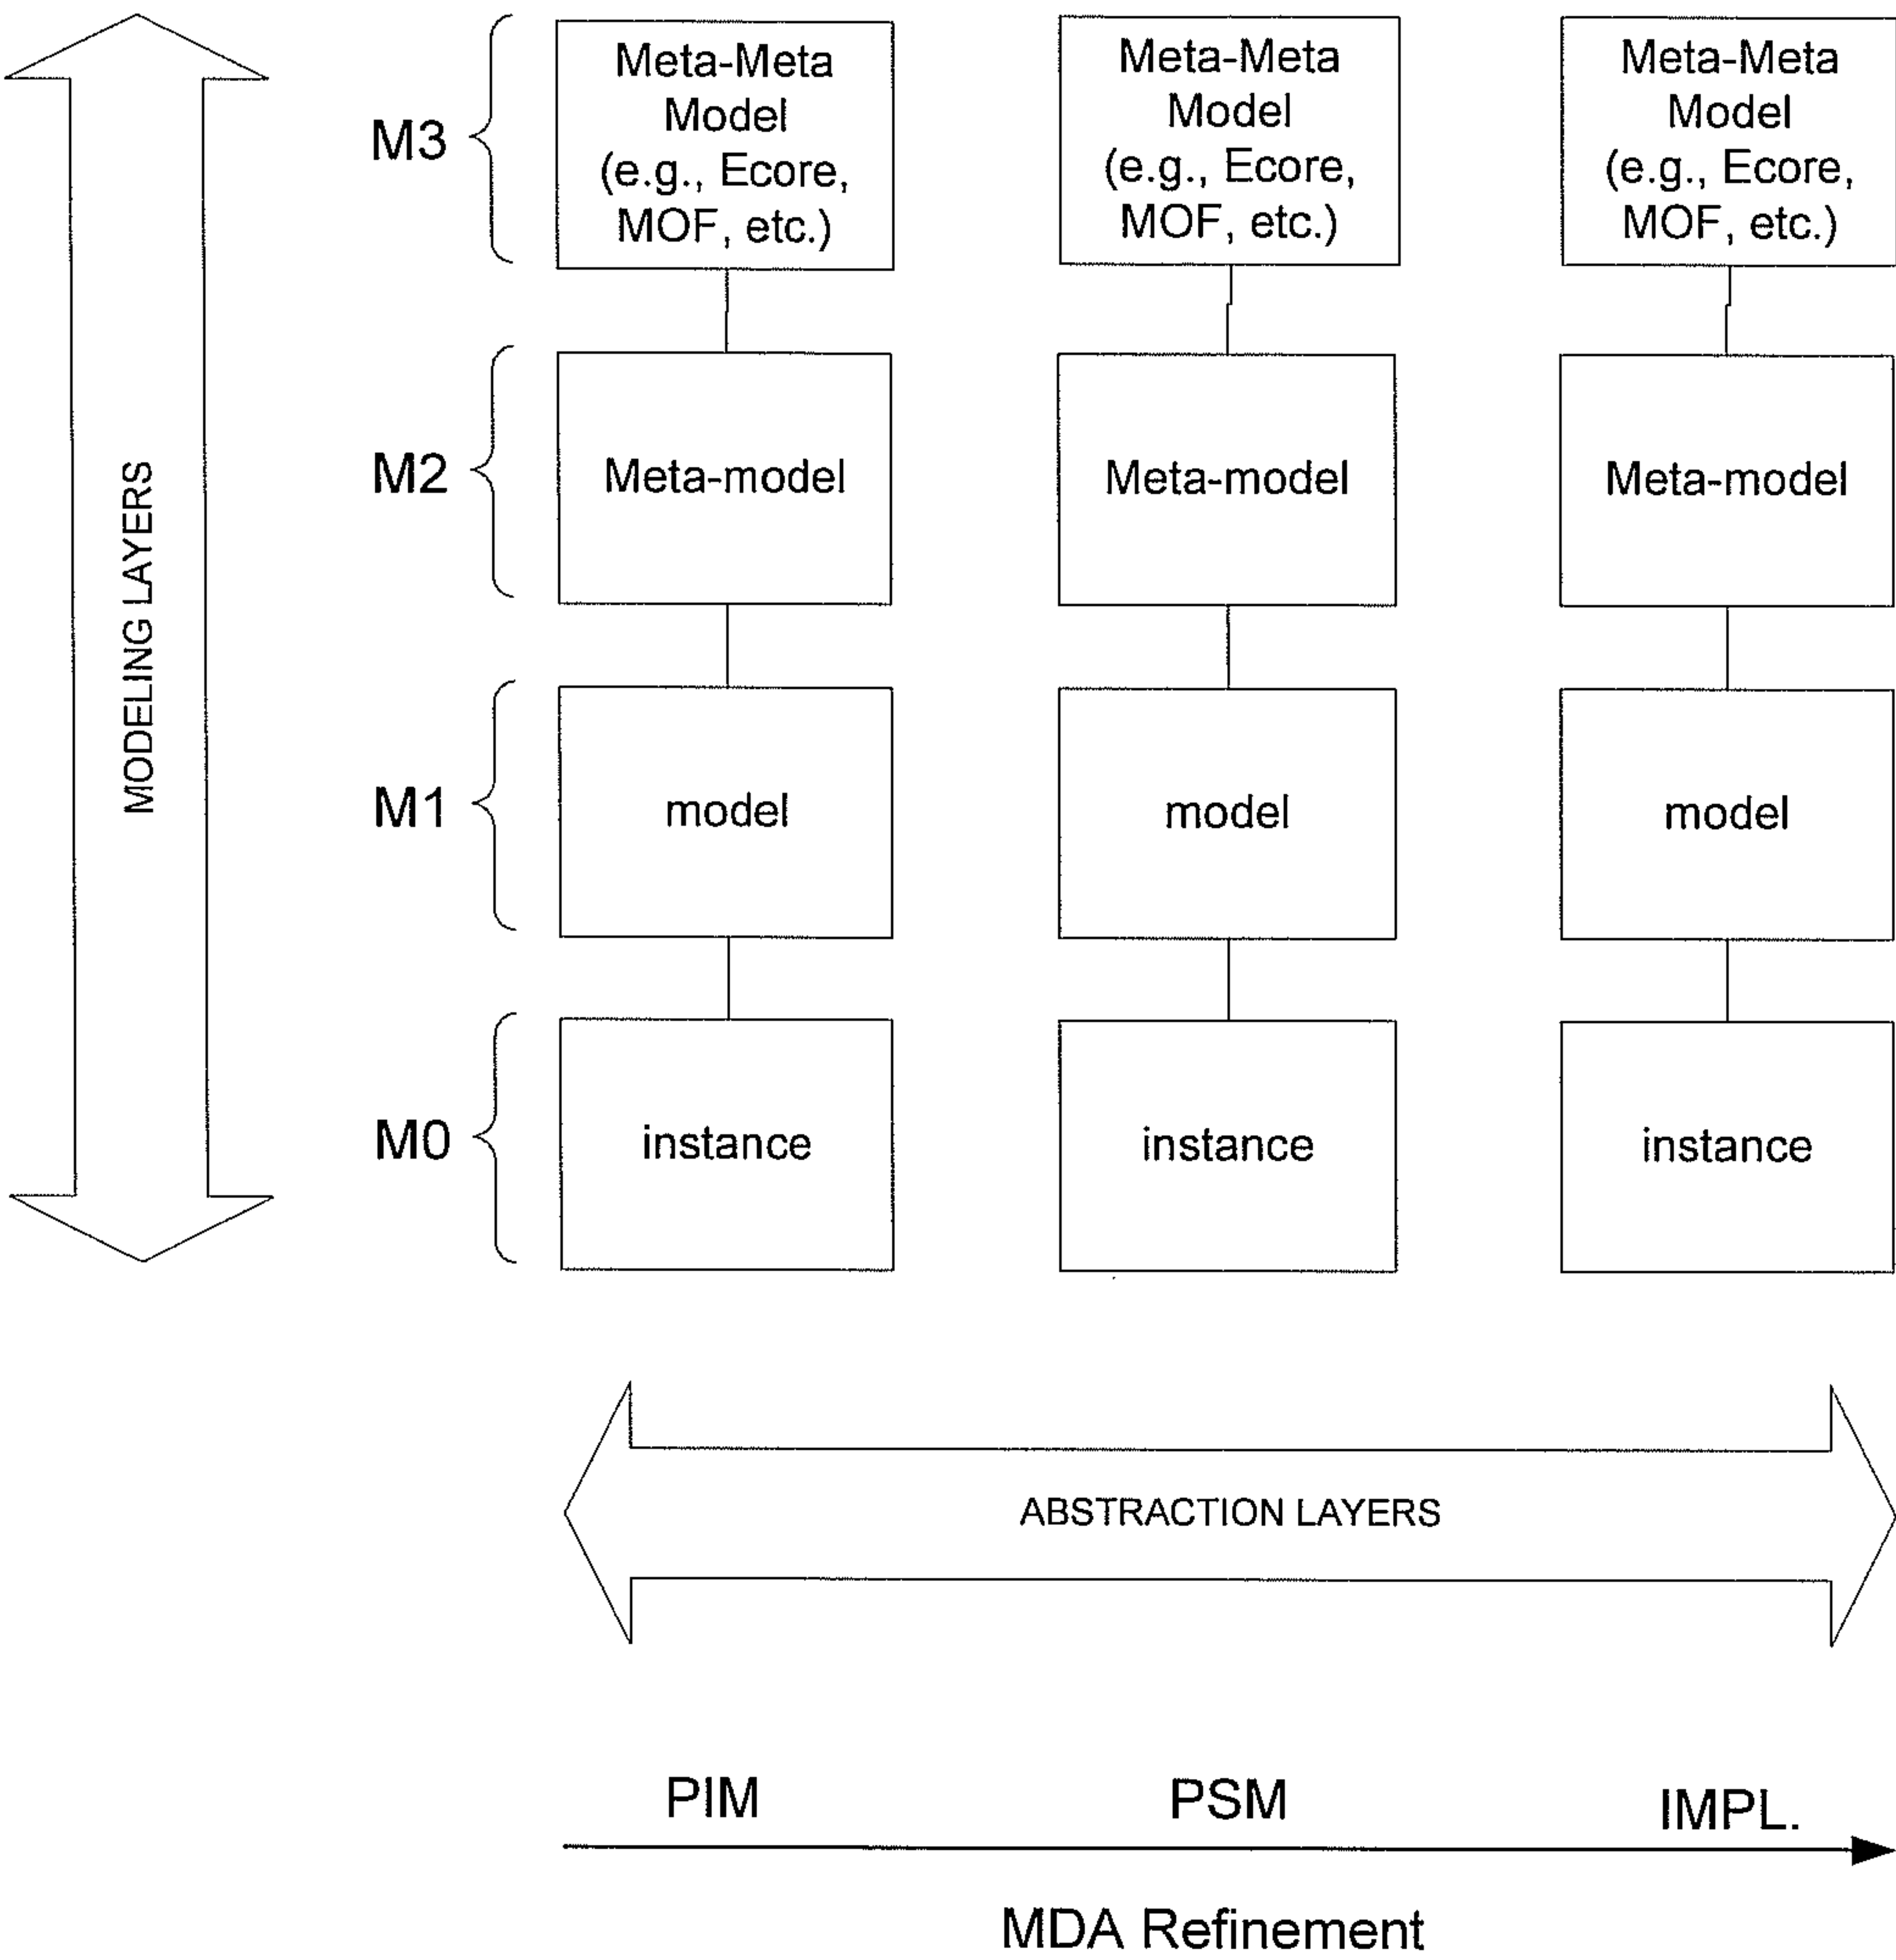 MODELING LAYERS
M3
Meta-Meta
Model
(e.g., Ecore,
MOF, etc.)
Meta-Meta
Model
(e.g., Ecore,
MOF, etc.)
Meta-Meta
Model
(e.g., Ecore,
MOF, etc.)
M2
Meta-model
Meta-model
Meta-model
M1
model
model
model
M0
instance
instance
instance
ABSTRACTION LAYERS
PIM
PSM
IMPL.
MDA Refinement